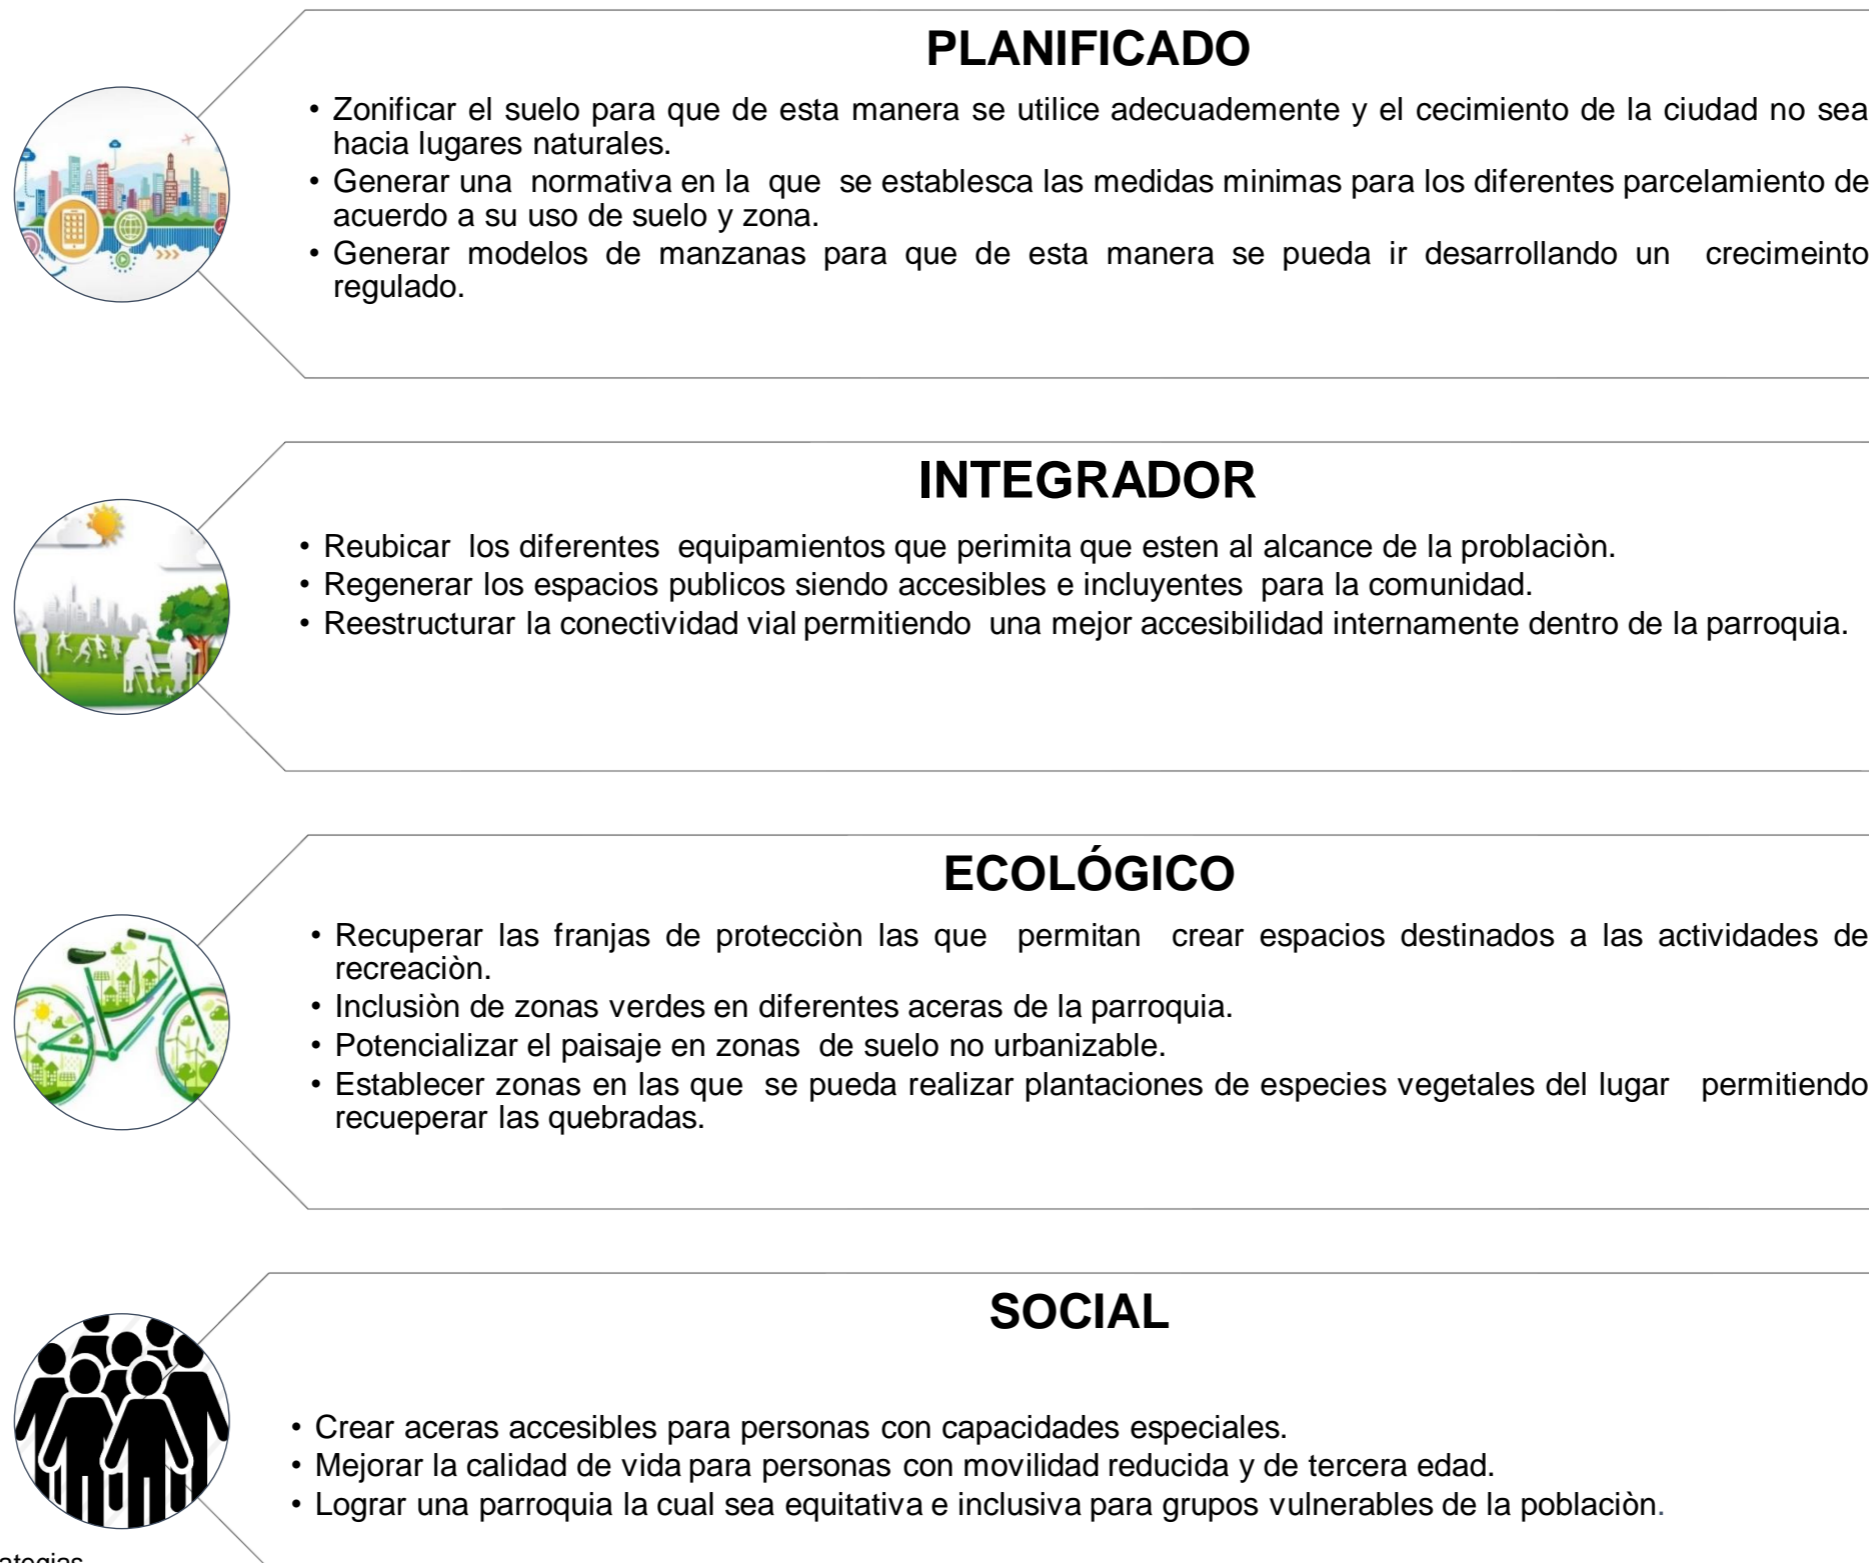 PLANIFICADO
• Zonificar el suelo para que de esta manera se utilice adecuademente y el cecimiento de la ciudad no sea
hacia lugares naturales.
• Generar una normativa en la que se establesca las medidas minimas para los diferentes parcelamiento de
acuerdo a su uso de suelo y zona.
• Generar modelos de manzanas para que de esta manera se pueda ir desarrollando un crecimeinto
regulado.
INTEGRADOR
• Reubicar los diferentes equipamientos que perimita que esten al alcance de la problaciòn.
• Regenerar los espacios publicos siendo accesibles e incluyentes para la comunidad.
• Reestructurar la conectividad vial permitiendo una mejor accesibilidad internamente dentro de la parroquia.
ECOLÓGICO
• Recuperar las franjas de protecciòn las que permitan crear espacios destinados a las actividades de
recreaciòn.
• Inclusiòn de zonas verdes en diferentes aceras de la parroquia.
• Potencializar el paisaje en zonas de suelo no urbanizable.
• Establecer zonas en las que se pueda realizar plantaciones de especies vegetales del lugar permitiendo
recueperar las quebradas.
SOCIAL
• Crear aceras accesibles para personas con capacidades especiales.
• Mejorar la calidad de vida para personas con movilidad reducida y de tercera edad.
• Lograr una parroquia la cual sea equitativa e inclusiva para grupos vulnerables de la poblaciòn.